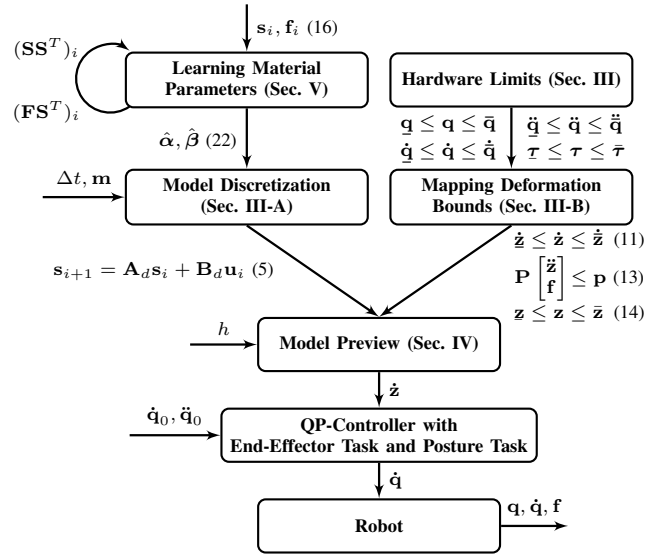 s_i, f_i (16)
(SS^T)_i
Learning Material
Parameters (Sec. V)
(FS^T)_i
Hardware Limits (Sec. III)
α̂, β̂ (22)
q̲ ≤ q ≤ q̄
q̲̇ ≤ q̇ ≤ q̄̇
q̲̈ ≤ q̈ ≤ q̄̈
τ̲ ≤ τ ≤ τ̄
Δt, m
Model Discretization
(Sec. III-A)
Mapping Deformation
Bounds (Sec. III-B)
s_{i+1} = A_d s_i + B_d u_i (5)
ż̲ ≤ ż ≤ ż̄ (11)
P [z̈ f] ≤ p (13)
z̲ ≤ z ≤ z̄ (14)
h
Model Preview (Sec. IV)
ż
q̇_0, q̈_0
QP-Controller with
End-Effector Task and Posture Task
q̇
Robot
q, q̇, f